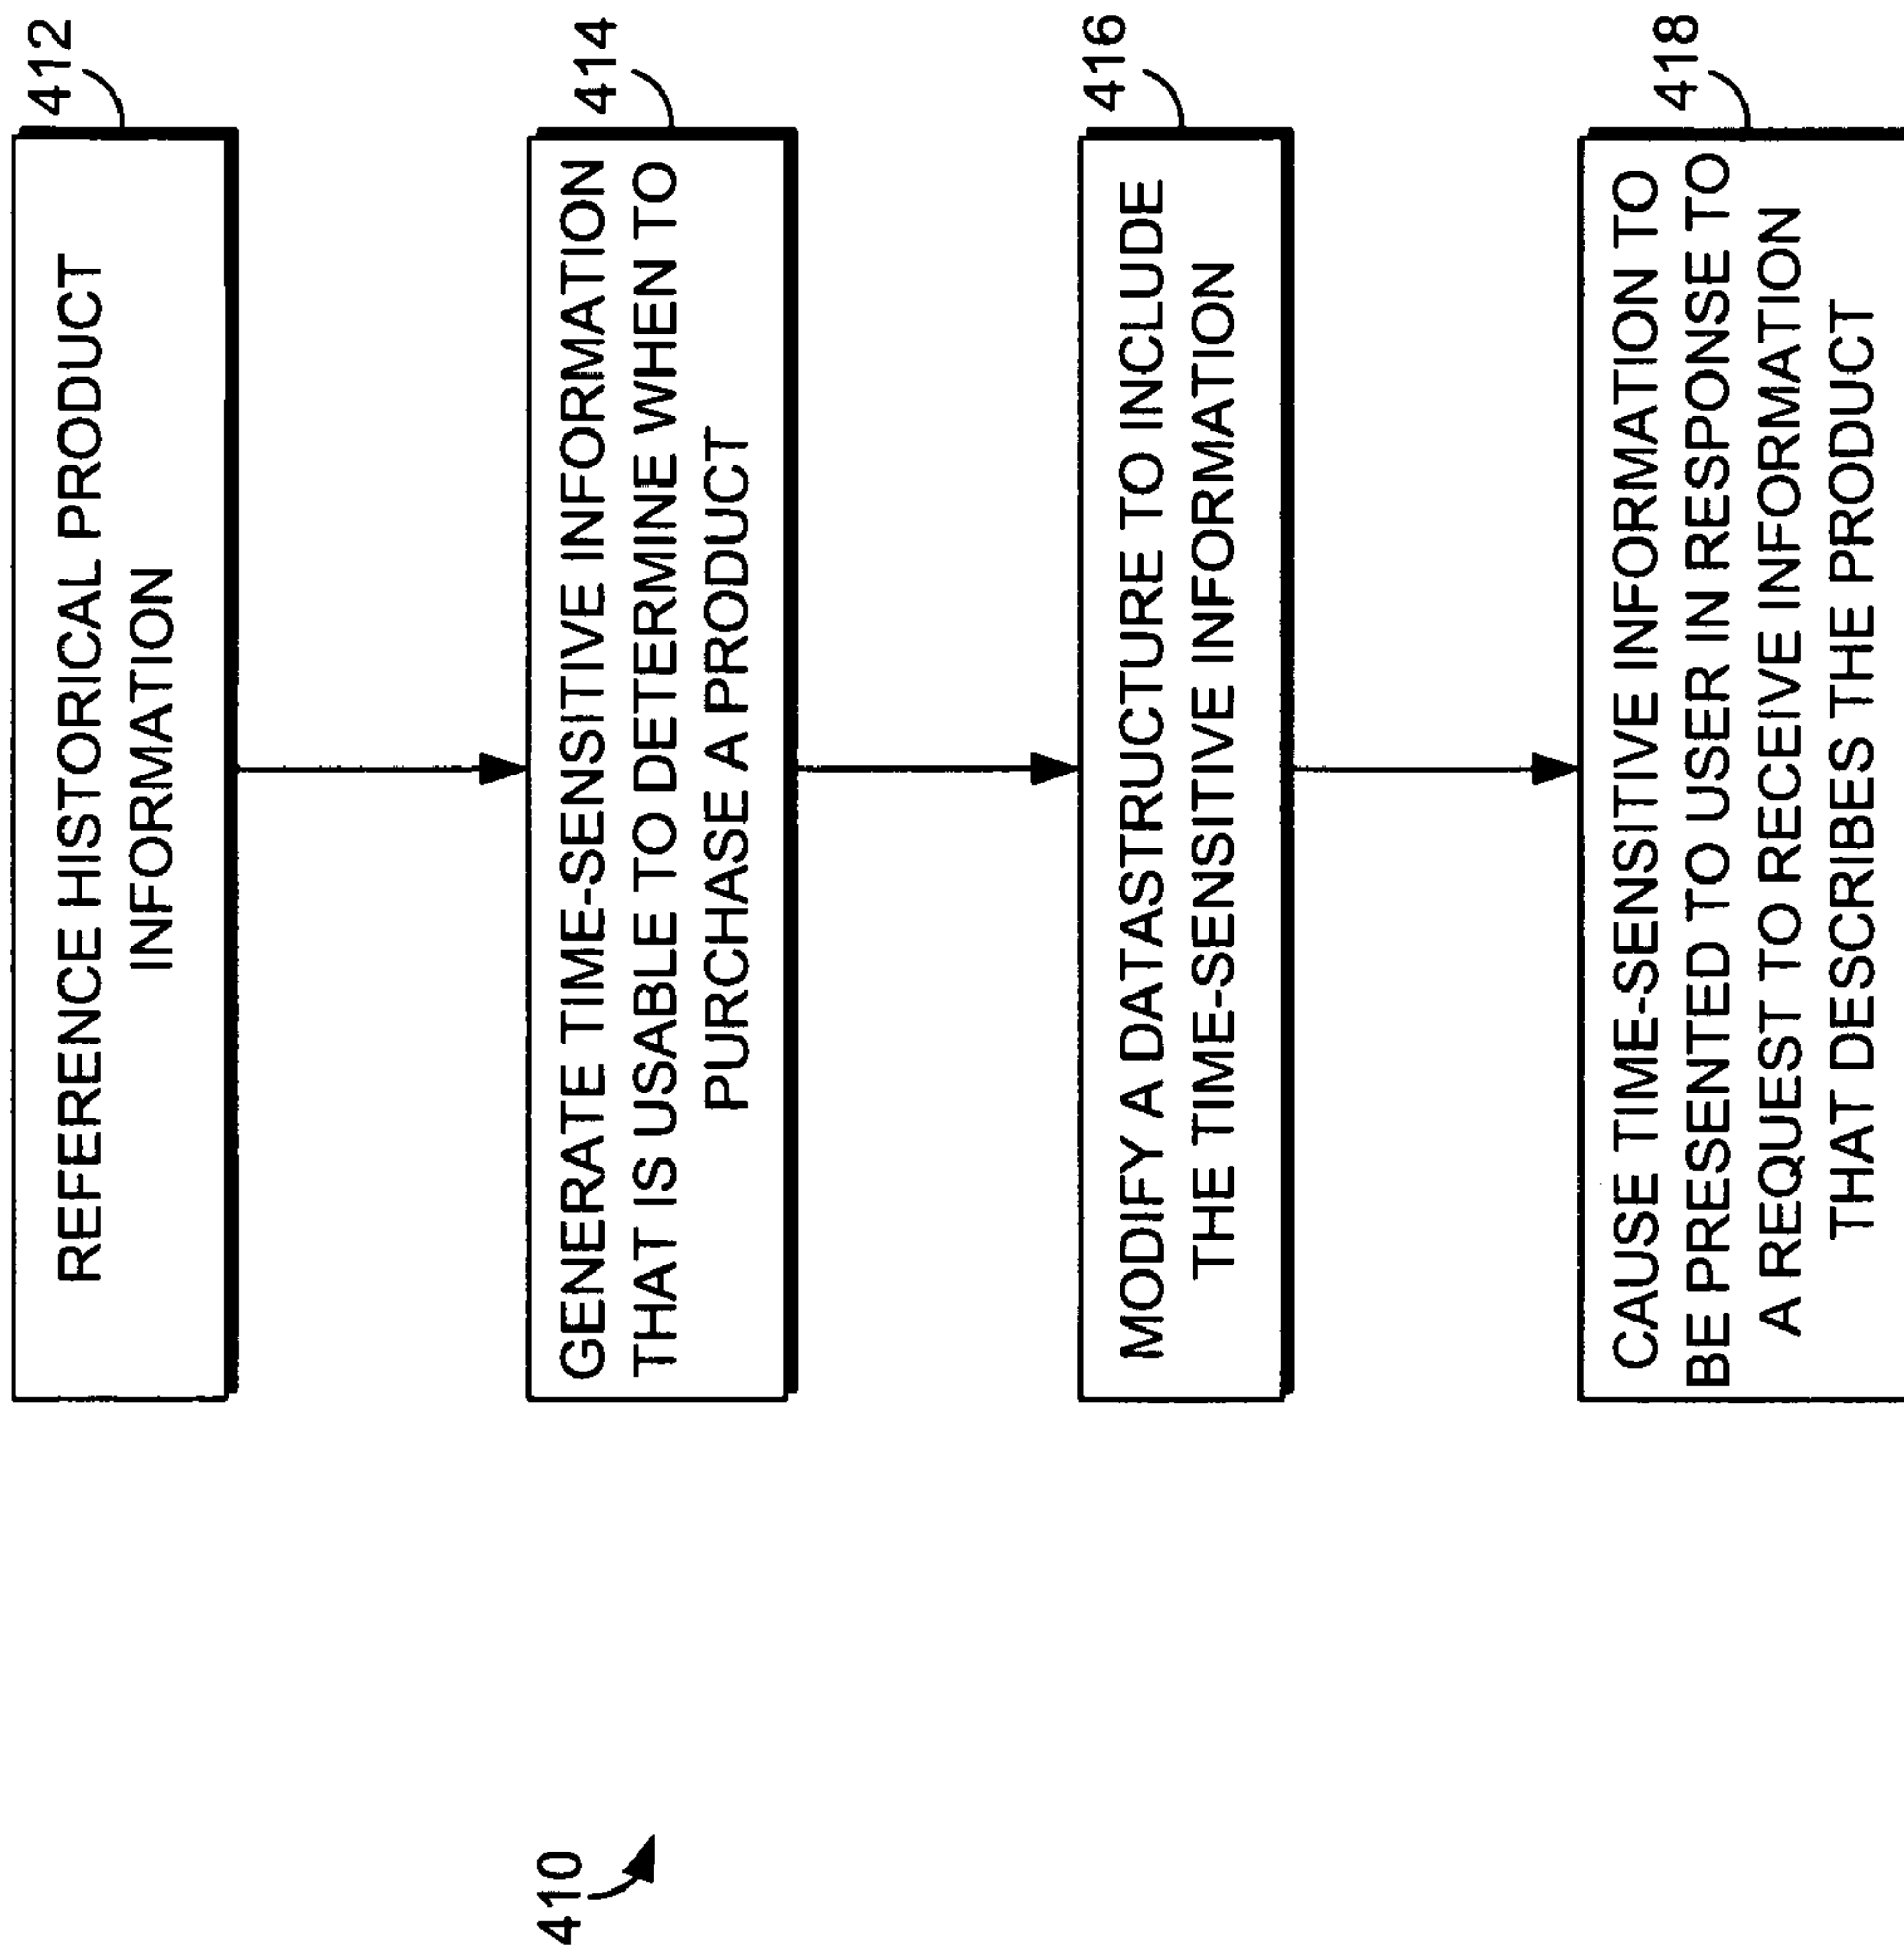 410
412
REFERENCE HISTORICAL PRODUCT
INFORMATION
414
GENERATE TIME-SENSITIVE INFORMATION
THAT IS USABLE TO DETERMINE WHEN TO
PURCHASE A PRODUCT
416
MODIFY A DATASTRUCTURE TO INCLUDE
THE TIME-SENSITIVE INFORMATION
418
CAUSE TIME-SENSITIVE INFORMATION TO
BE PRESENTED TO USER IN RESPONSE TO
A REQUEST TO RECEIVE INFORMATION
THAT DESCRIBES THE PRODUCT